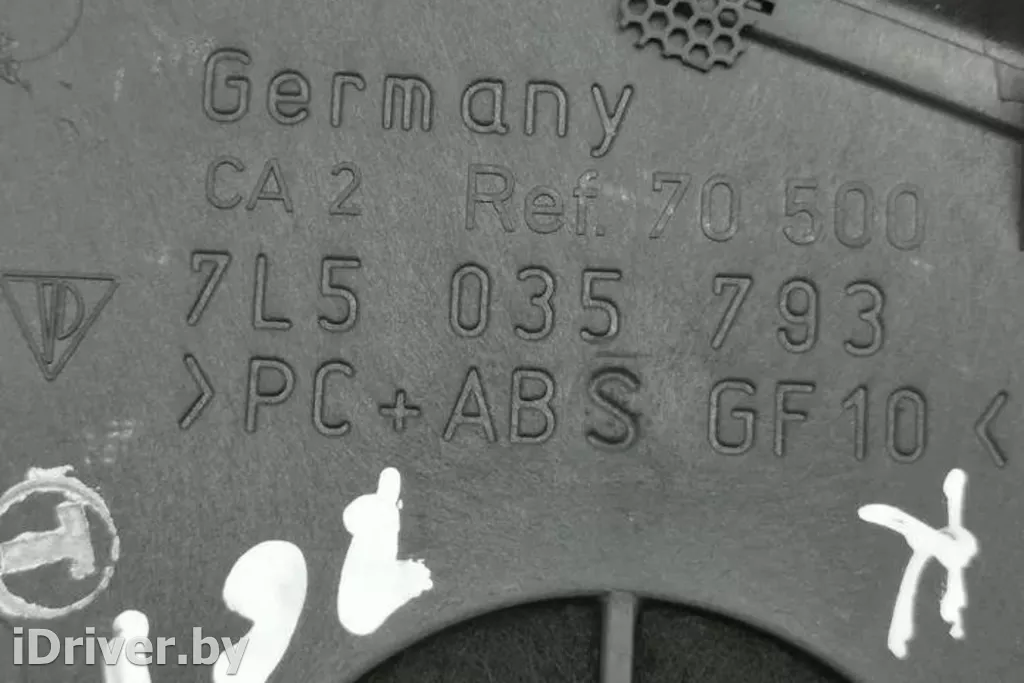 Germany
CA 2 Ref. 70 500
7L5 035 793
>PC+ABS GF10<
iDriver.by